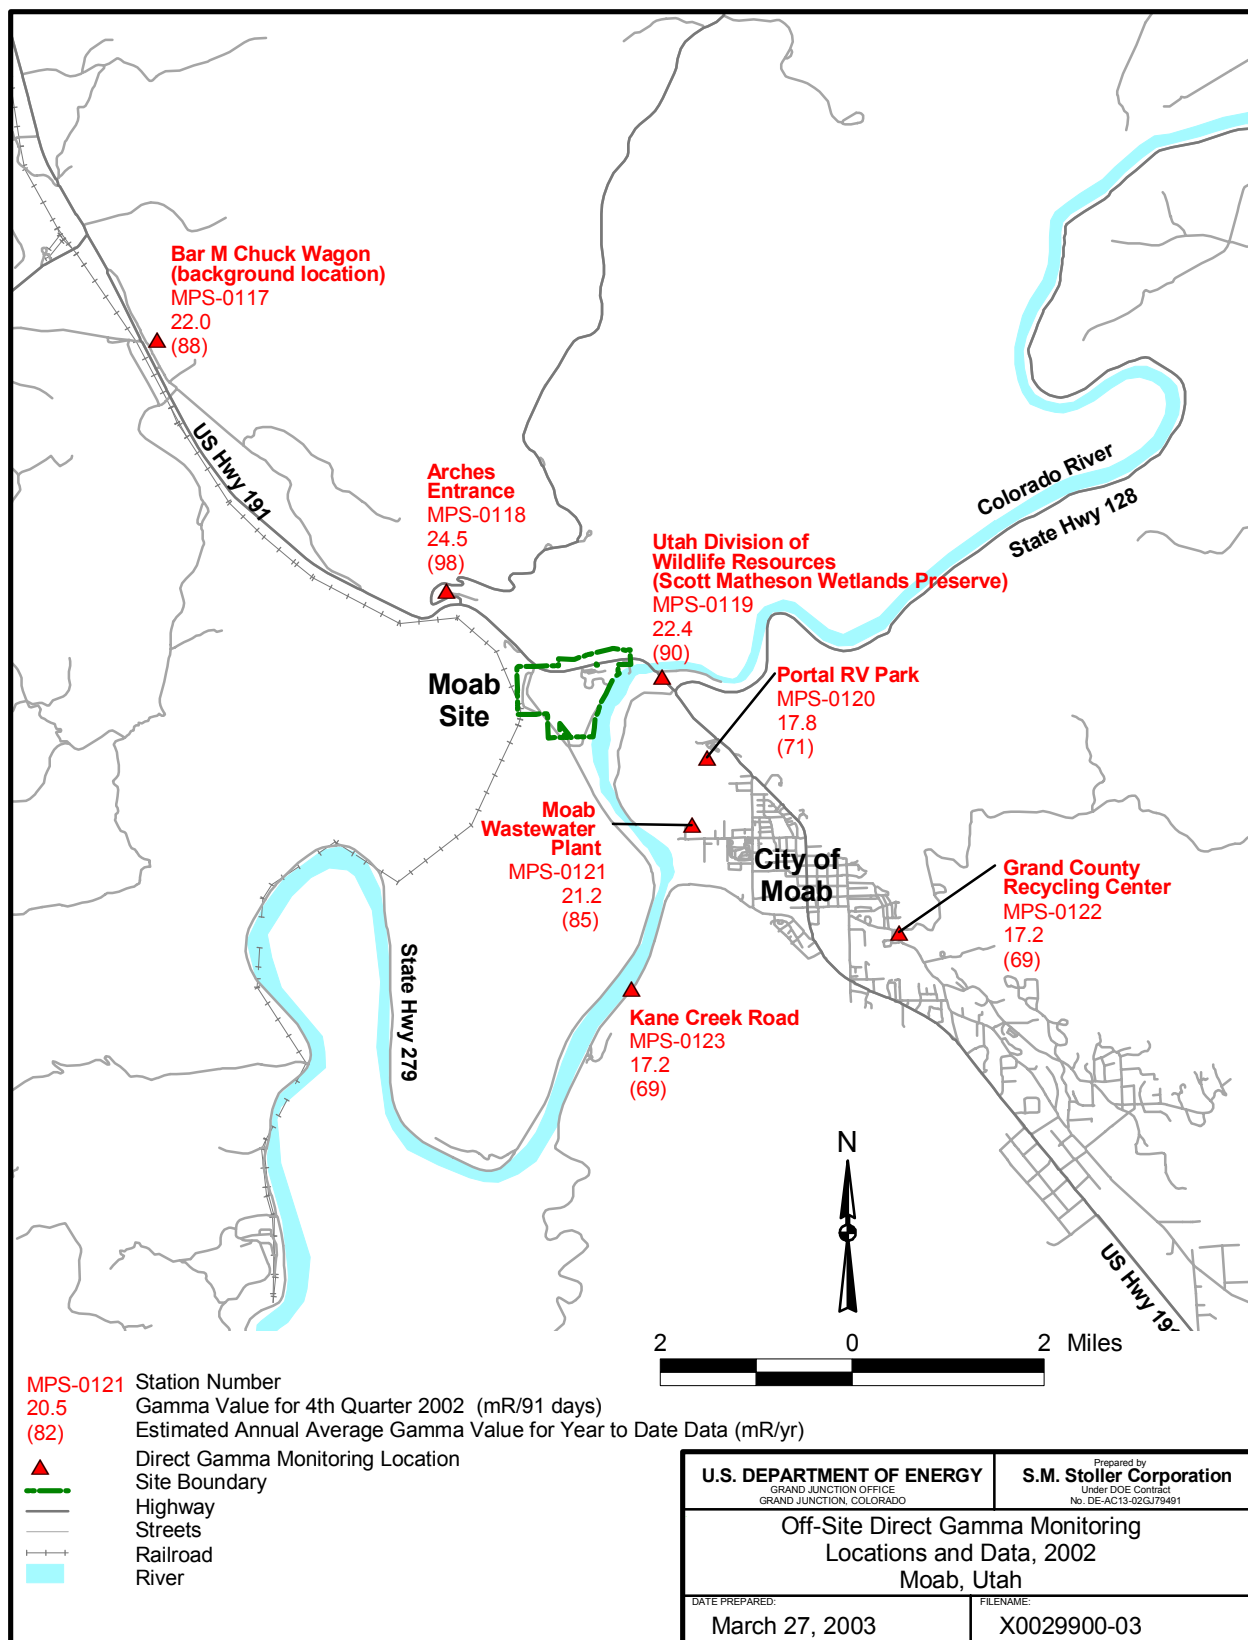 Bar M Chuck Wagon
(background location)
MPS-0117
22.0
(88)
US Hwy 191
Arches
Entrance
MPS-0118
24.5
(98)
Colorado River
State Hwy 128
Utah Division of
Wildlife Resources
(Scott Matheson Wetlands Preserve)
MPS-0119
22.4
(90)
Moab
Site
Portal RV Park
MPS-0120
17.8
(71)
Moab
Wastewater
Plant
MPS-0121
21.2
(85)
City of
Moab
Grand County
Recycling Center
MPS-0122
17.2
(69)
State Hwy 279
Kane Creek Road
MPS-0123
17.2
(69)
N
US Hwy 19
2 0 2 Miles
MPS-0121 Station Number
20.5 Gamma Value for 4th Quarter 2002 (mR/91 days)
(82) Estimated Annual Average Gamma Value for Year to Date Data (mR/yr)
Direct Gamma Monitoring Location
Site Boundary
Highway
Streets
Railroad
River
U.S. DEPARTMENT OF ENERGY
GRAND JUNCTION OFFICE
GRAND JUNCTION, COLORADO
Prepared by
S.M. Stoller Corporation
Under DOE Contract
No. DE-AC13-02GJ79491
Off-Site Direct Gamma Monitoring
Locations and Data, 2002
Moab, Utah
DATE PREPARED:
March 27, 2003
FILENAME:
X0029900-03